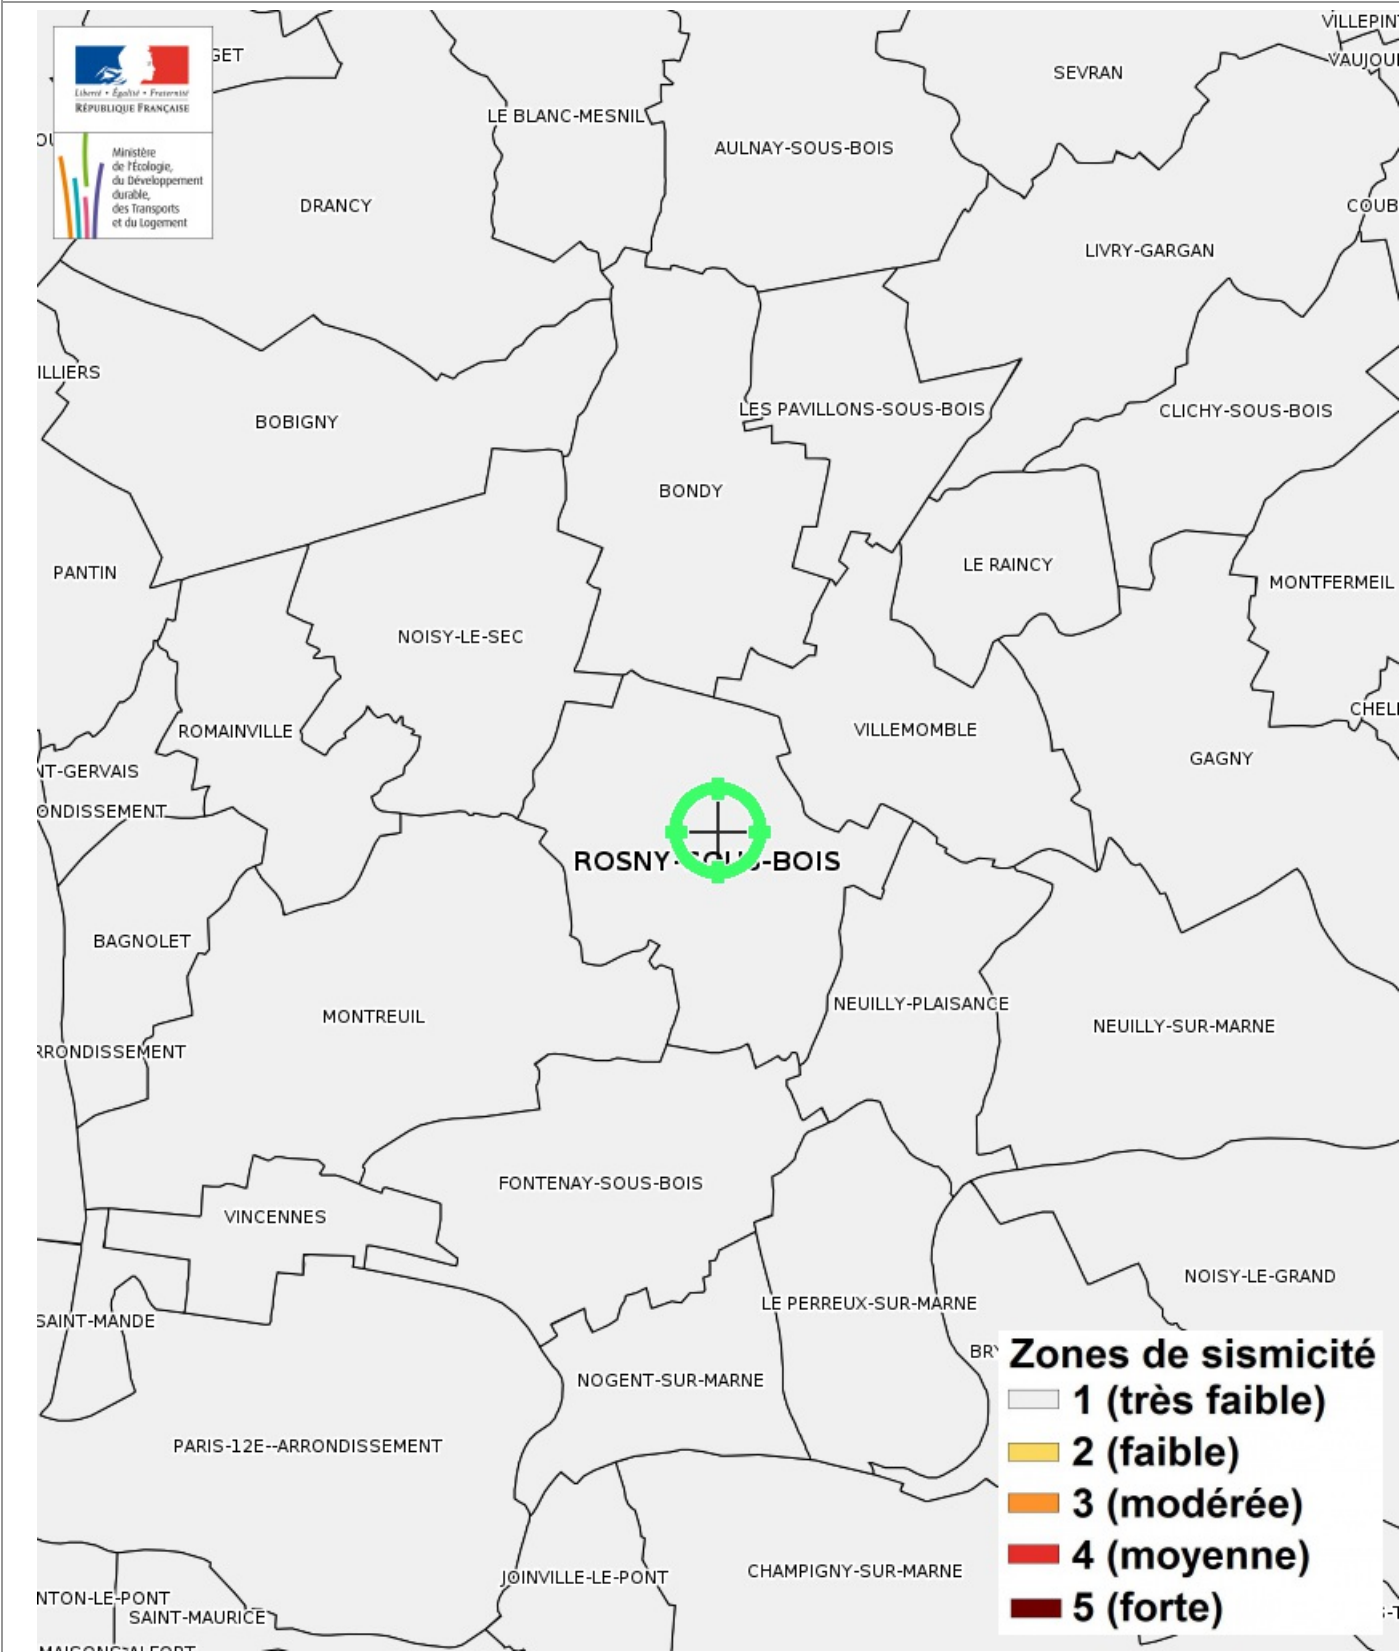 VILLEPIN
GET
SEVRAN
VAUJOU
Liberté • Égalité • Fraternité
RÉPUBLIQUE FRANÇAISE
LE BLANC-MESNIL
AULNAY-SOUS-BOIS
Ministère
de l'Écologie,
du Développement
durable,
des Transports
et du Logement
DRANCY
COUB
LIVRY-GARGAN
ILLIERS
BOBIGNY
LES PAVILLONS-SOUS-BOIS
CLICHY-SOUS-BOIS
BONDY
PANTIN
LE RAINCY
MONTFERMEIL
NOISY-LE-SEC
CHEL
ROMAINVILLE
VILLEMOMBLE
GAGNY
NT-GERVAIS
ONDISSEMENT
ROSNY-SOUS-BOIS
BAGNOLET
NEUILLY-PLAISANCE
MONTREUIL
NEUILLY-SUR-MARNE
RRONDISSEMENT
FONTENAY-SOUS-BOIS
VINCENNES
NOISY-LE-GRAND
LE PERREUX-SUR-MARNE
SAINT-MANDE
BRY
NOGENT-SUR-MARNE
PARIS-12E--ARRONDISSEMENT
Zones de sismicité
1 (très faible)
2 (faible)
3 (modérée)
4 (moyenne)
5 (forte)
CHAMPIGNY-SUR-MARNE
JOINVILLE-LE-PONT
NTON-LE-PONT
SAINT-MAURICE
MAISONS-ALFORT